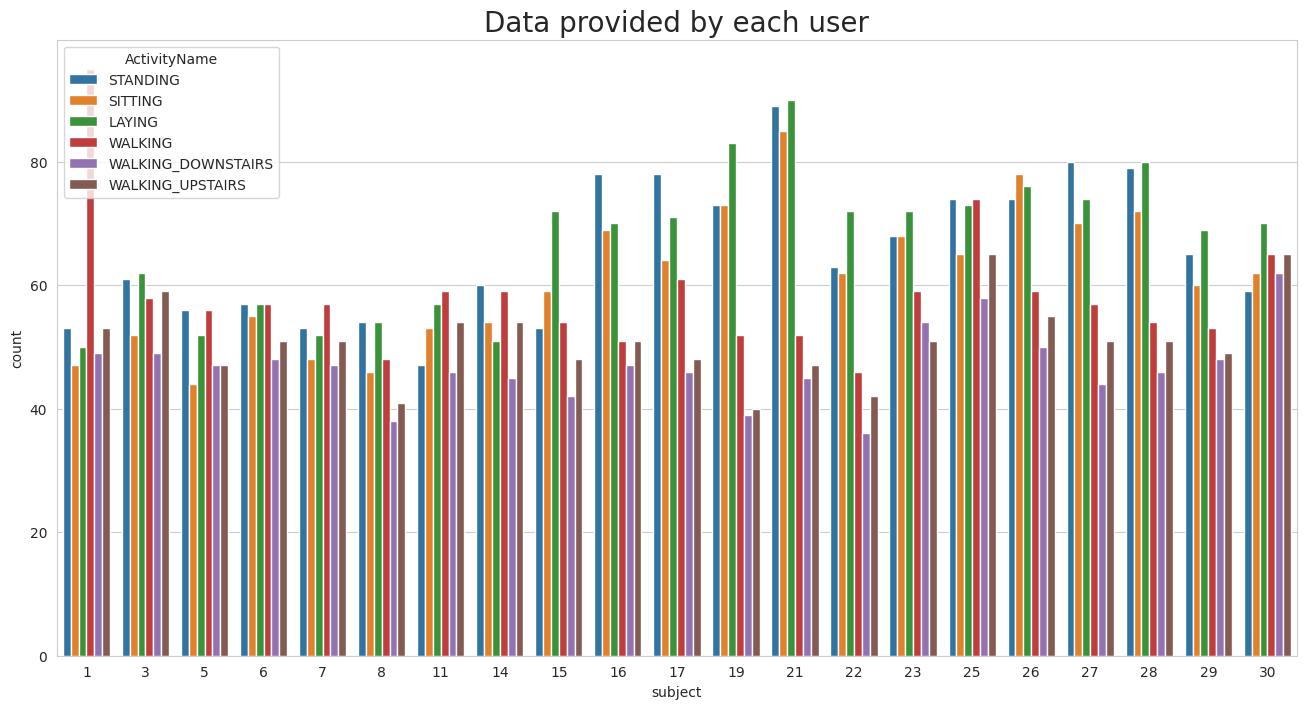 Data provided by each user
ActivityName
STANDING
SITTING
LAYING
WALKING
WALKING_DOWNSTAIRS
WALKING_UPSTAIRS
80
60
40
20
0
count
1 3 5 6 7 8 11 14 15 16 17 19 21 22 23 25 26 27 28 29 30
subject